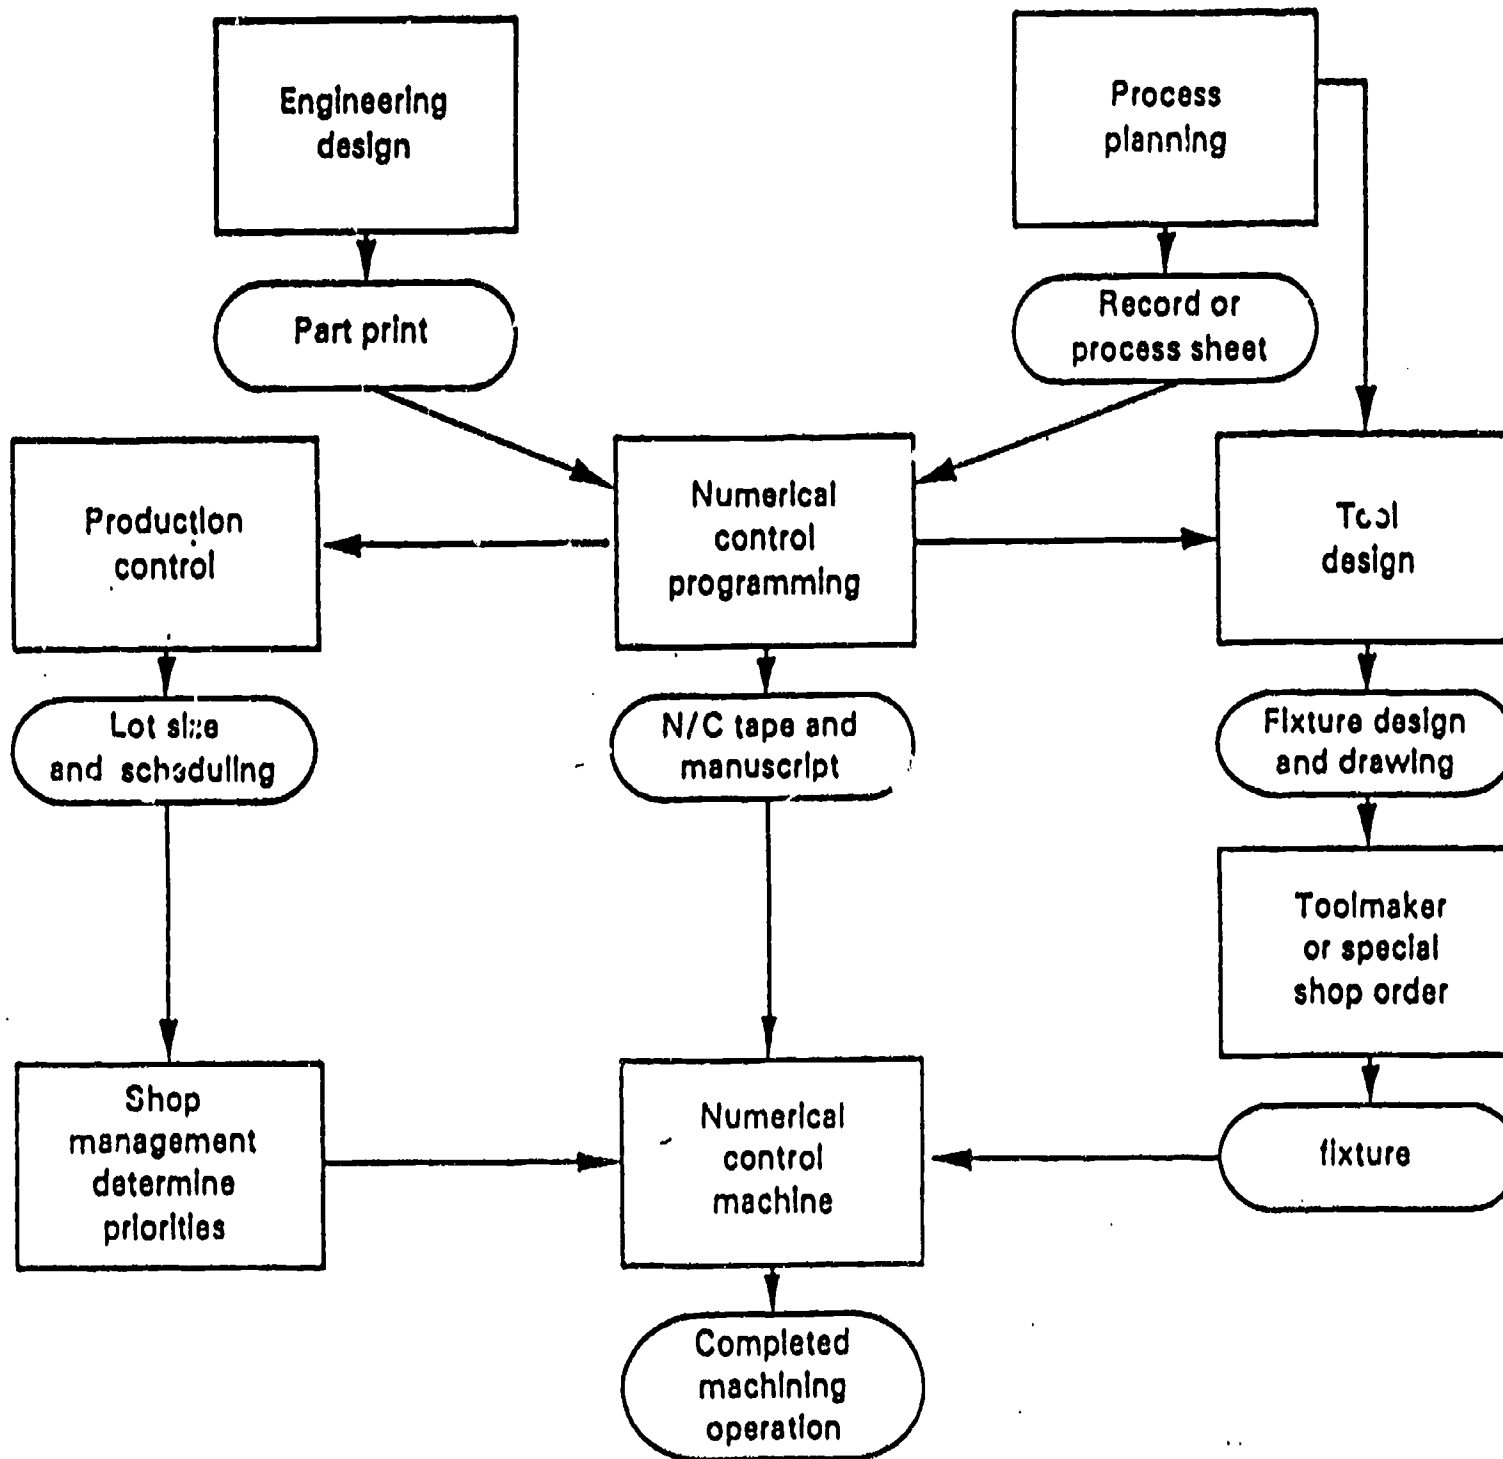 Engineering
design
Process
planning
Part print
Record or
process sheet
Production
control
Numerical
control
programming
Tool
design
Lot size
and scheduling
N/C tape and
manuscript
Fixture design
and drawing
Toolmaker
or special
shop order
Shop
management
determine
priorities
Numerical
control
machine
fixture
Completed
machining
operation